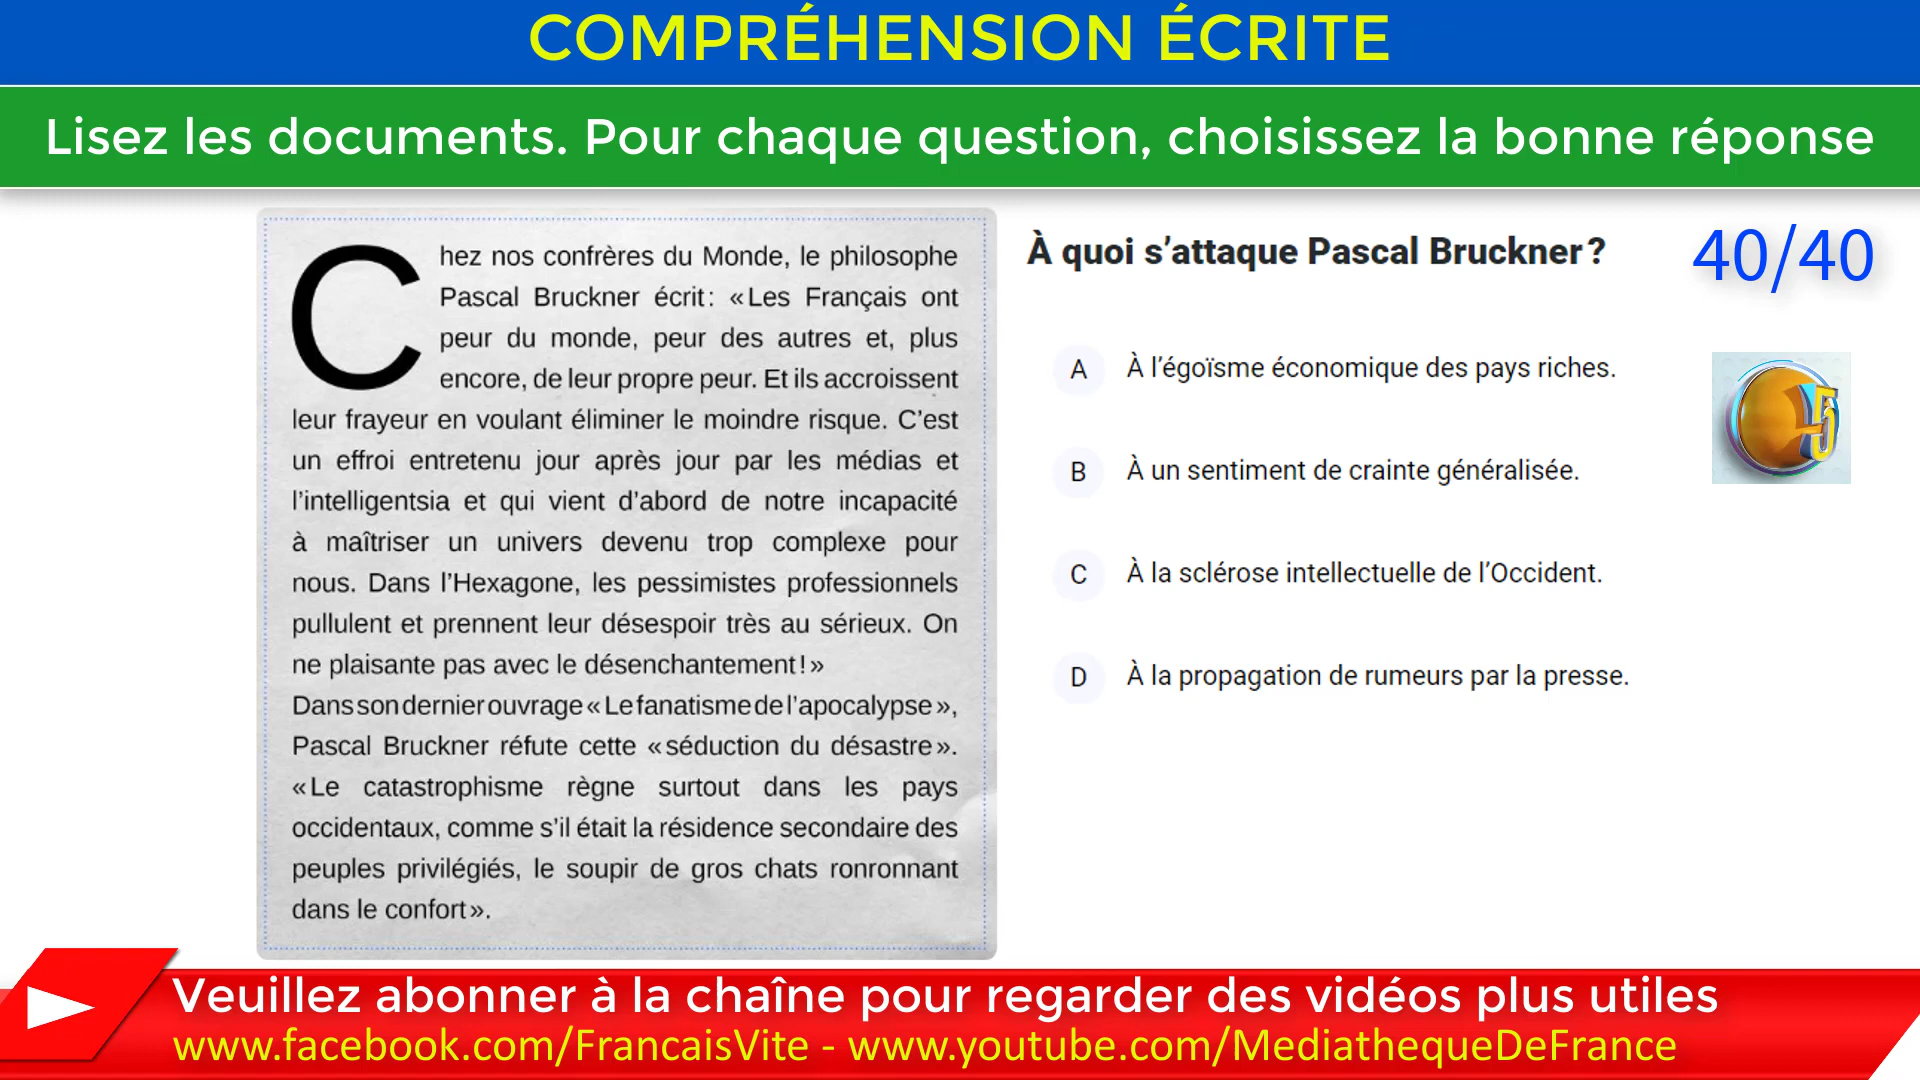 COMPRÉHENSION ÉCRITE
Lisez les documents. Pour chaque question, choisissez la bonne réponse
Chez nos confrères du Monde, le philosophe
Pascal Bruckner écrit : « Les Français ont
peur du monde, peur des autres et, plus
encore, de leur propre peur. Et ils accroissent
leur frayeur en voulant éliminer le moindre risque. C’est
un effroi entretenu jour après jour par les médias et
l’intelligentsia et qui vient d’abord de notre incapacité
à maîtriser un univers devenu trop complexe pour
nous. Dans l’Hexagone, les pessimistes professionnels
pullulent et prennent leur désespoir très au sérieux. On
ne plaisante pas avec le désenchantement ! »
Dans son dernier ouvrage « Le fanatisme de l’apocalypse »,
Pascal Bruckner réfute cette « séduction du désastre ».
« Le catastrophisme règne surtout dans les pays
occidentaux, comme s’il était la résidence secondaire des
peuples privilégiés, le soupir de gros chats ronronnant
dans le confort ».
À quoi s’attaque Pascal Bruckner ?
40/40
A À l’égoïsme économique des pays riches.
B À un sentiment de crainte généralisée.
C À la sclérose intellectuelle de l’Occident.
D À la propagation de rumeurs par la presse.
5
Veuillez abonner à la chaîne pour regarder des vidéos plus utiles
www.facebook.com/FrancaisVite - www.youtube.com/MediathequeDeFrance